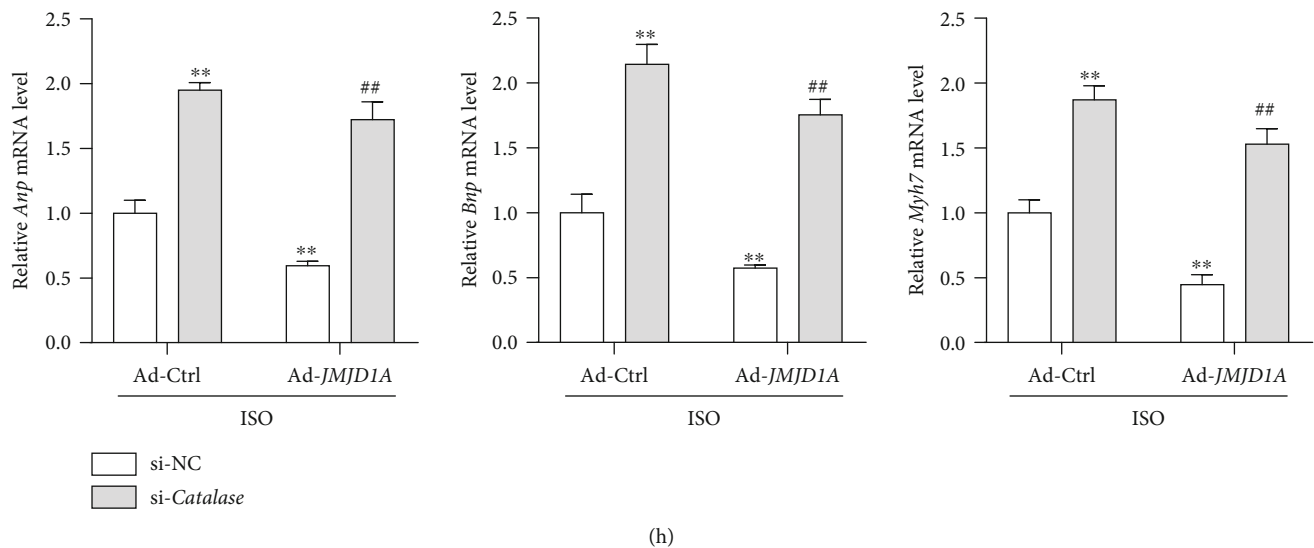 Relative Anp mRNA level
2.5
2.0
1.5
1.0
0.5
0.0
**
**
##
Ad-Ctrl
Ad-JMJD1A
ISO
Relative Bnp mRNA level
2.5
2.0
1.5
1.0
0.5
0.0
**
**
##
Ad-Ctrl
Ad-JMJD1A
ISO
Relative Myh7 mRNA level
2.5
2.0
1.5
1.0
0.5
0.0
**
**
##
Ad-Ctrl
Ad-JMJD1A
ISO
si-NC
si-Catalase
(h)